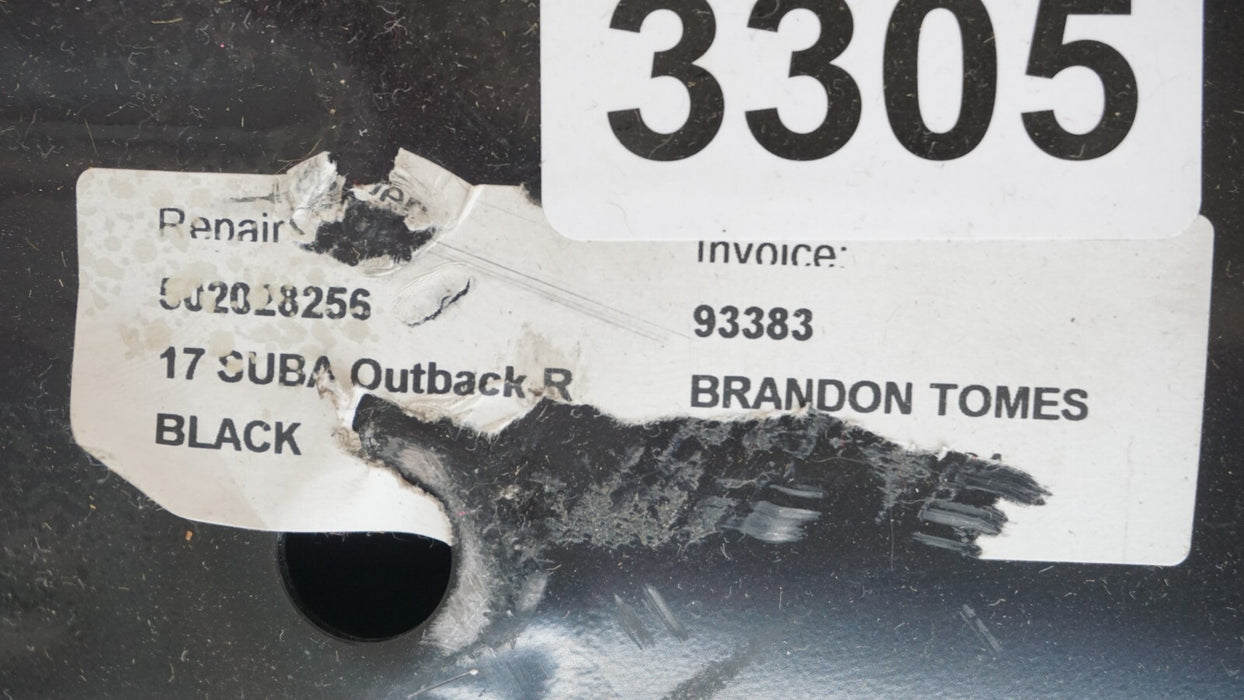 3305
Repair
Invoice:
93383
17 SUBA Outback R
BRANDON TOMES
BLACK